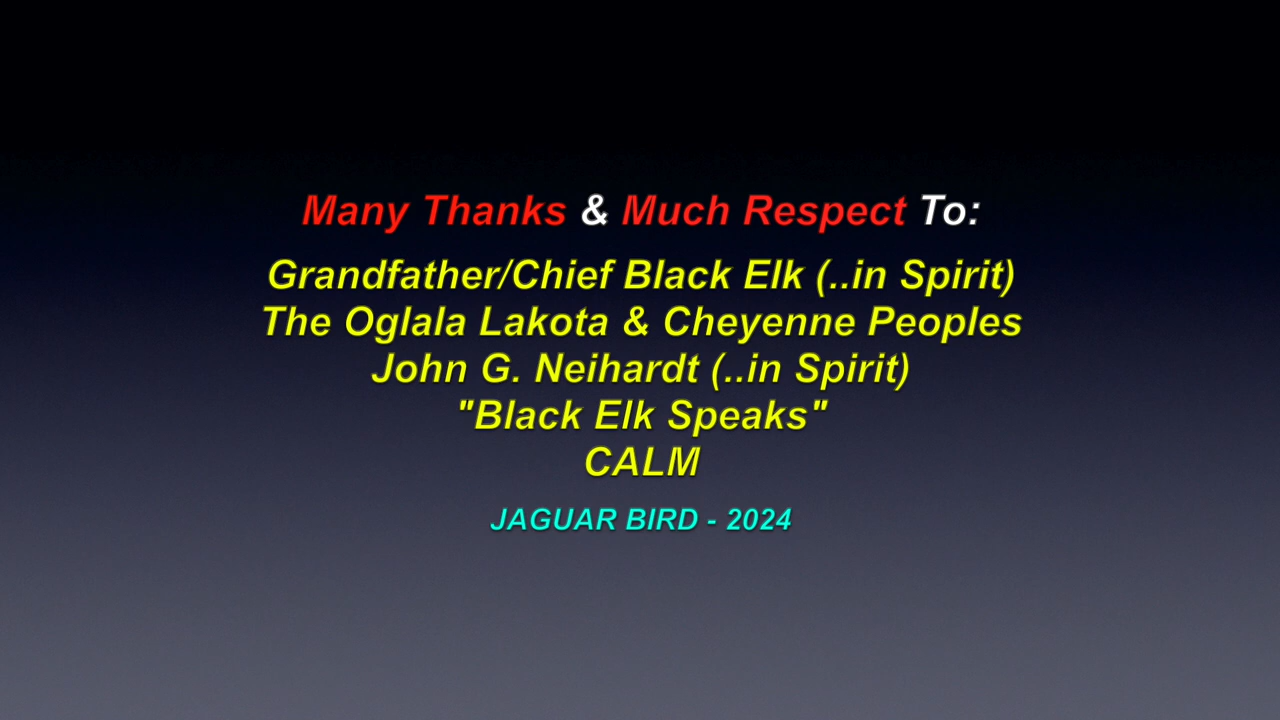 Many Thanks & Much Respect To:
Grandfather/Chief Black Elk (..in Spirit)
The Oglala Lakota & Cheyenne Peoples
John G. Neihardt (..in Spirit)
"Black Elk Speaks"
CALM
JAGUAR BIRD - 2024